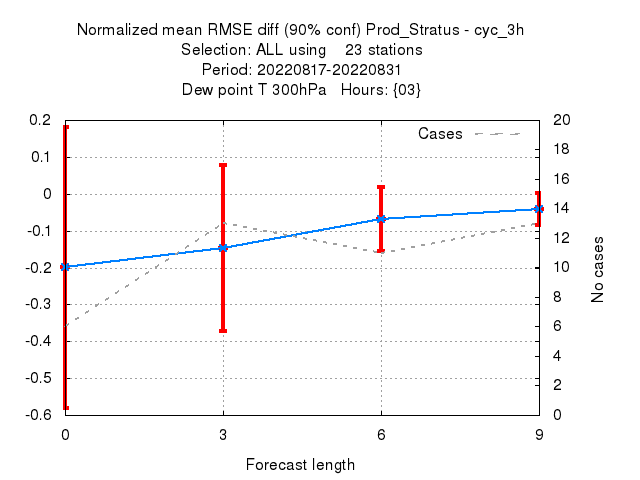 Normalized mean RMSE diff (90% conf) Prod_Stratus - cyc_3h
Selection: ALL using    23 stations
Period: 20220817-20220831
Dew point T 300hPa   Hours: {03}
Cases
0.2
0.1
0
-0.1
-0.2
-0.3
-0.4
-0.5
-0.6
20
18
16
14
12
10
8
6
4
2
0
No cases
0 3 6 9
Forecast length